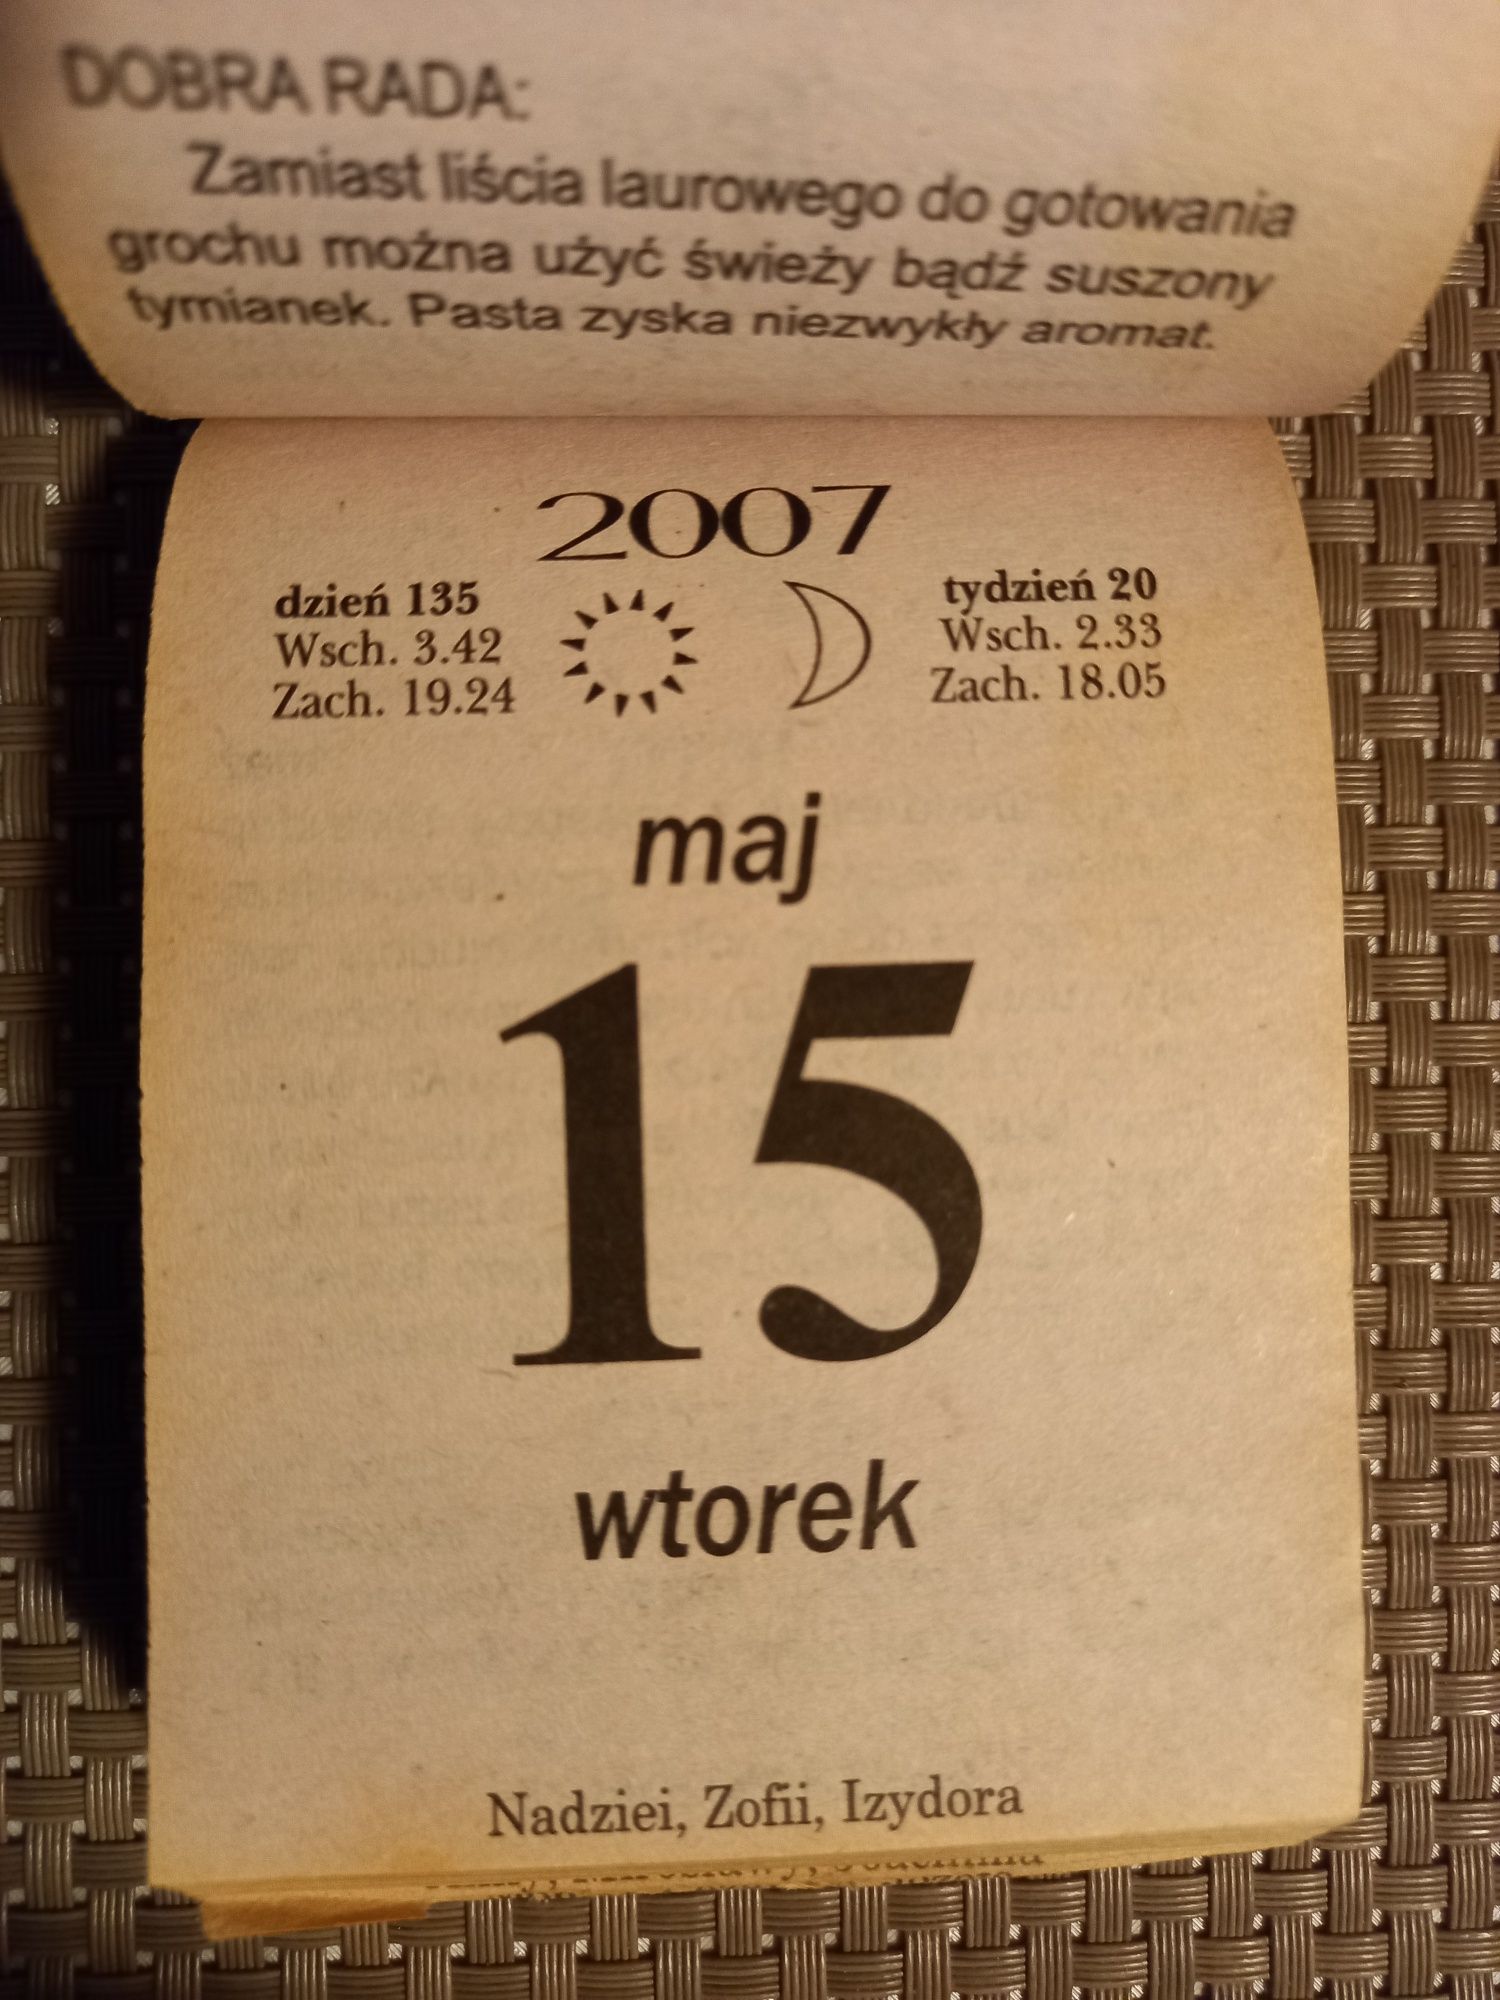 DOBRA RADA:
Zamiast liścia laurowego do gotowania
grochu można użyć świeży bądź suszony
tymianek. Pasta zyska niezwykły aromat.
2007
dzień 135
Wsch. 3.42
Zach. 19.24
tydzień 20
Wsch. 2.33
Zach. 18.05
maj
15
wtorek
Nadziei, Zofii, Izydora